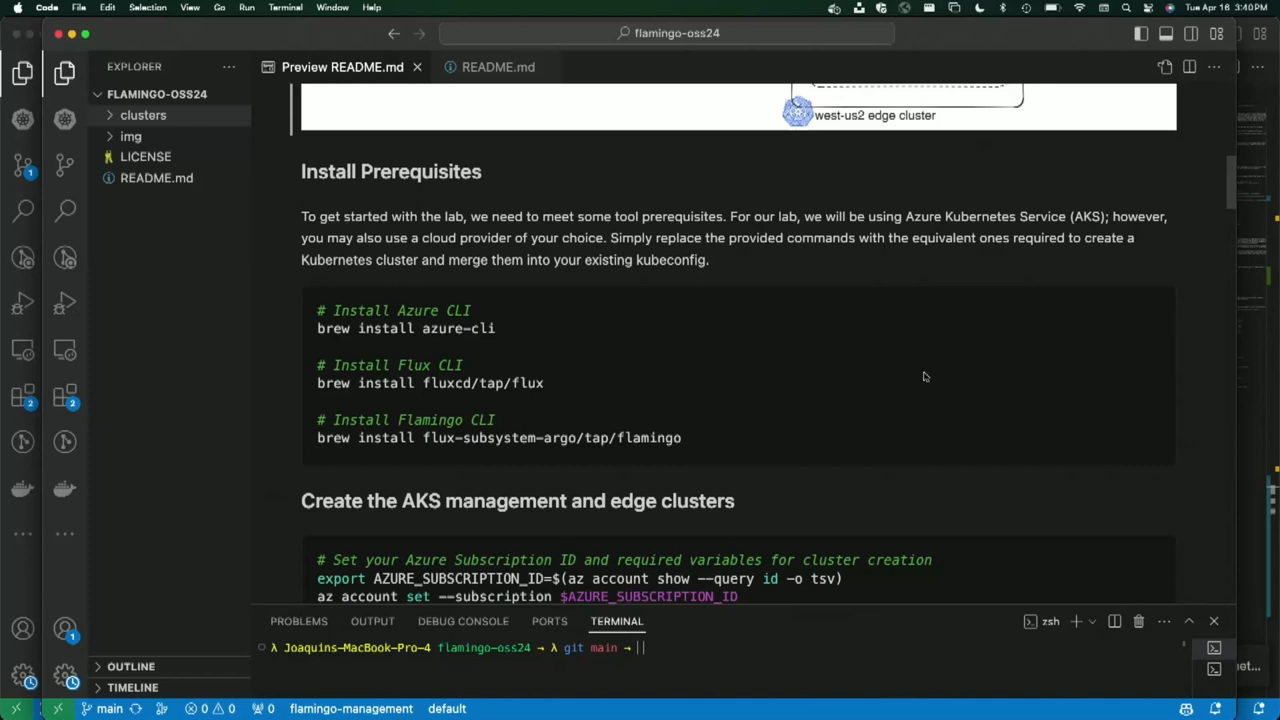 Code File Edit Selection View Go Run Terminal Window Help
Tue Apr 16 3:40PM
flamingo-oss24
EXPLORER
Preview README.md
README.md
FLAMINGO-OSS24
clusters
img
LICENSE
README.md
west-us2 edge cluster
Install Prerequisites
To get started with the lab, we need to meet some tool prerequisites. For our lab, we will be using Azure Kubernetes Service (AKS); however,
you may also use a cloud provider of your choice. Simply replace the provided commands with the equivalent ones required to create a
Kubernetes cluster and merge them into your existing kubeconfig.
# Install Azure CLI
brew install azure-cli
# Install Flux CLI
brew install fluxcd/tap/flux
# Install Flamingo CLI
brew install flux-subsystem-argo/tap/flamingo
Create the AKS management and edge clusters
# Set your Azure Subscription ID and required variables for cluster creation
export AZURE_SUBSCRIPTION_ID=$(az account show --query id -o tsv)
az account set --subscription $AZURE_SUBSCRIPTION_ID
PROBLEMS OUTPUT DEBUG CONSOLE PORTS TERMINAL
zsh
λ Joaquins-MacBook-Pro-4 flamingo-oss24 → λ git main →
1
2
2
1
OUTLINE
TIMELINE
main 0 0 0 flamingo-management default